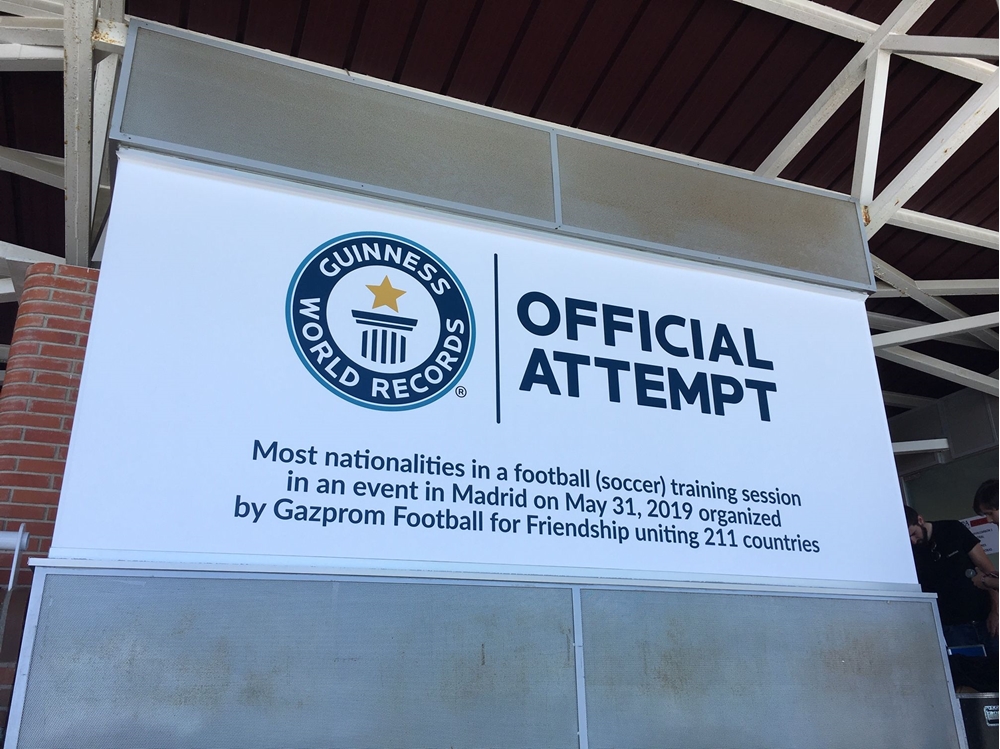 GUINNESS
WORLD RECORDS
®
OFFICIAL
ATTEMPT
Most nationalities in a football (soccer) training session
in an event in Madrid on May 31, 2019 organized
by Gazprom Football for Friendship uniting 211 countries